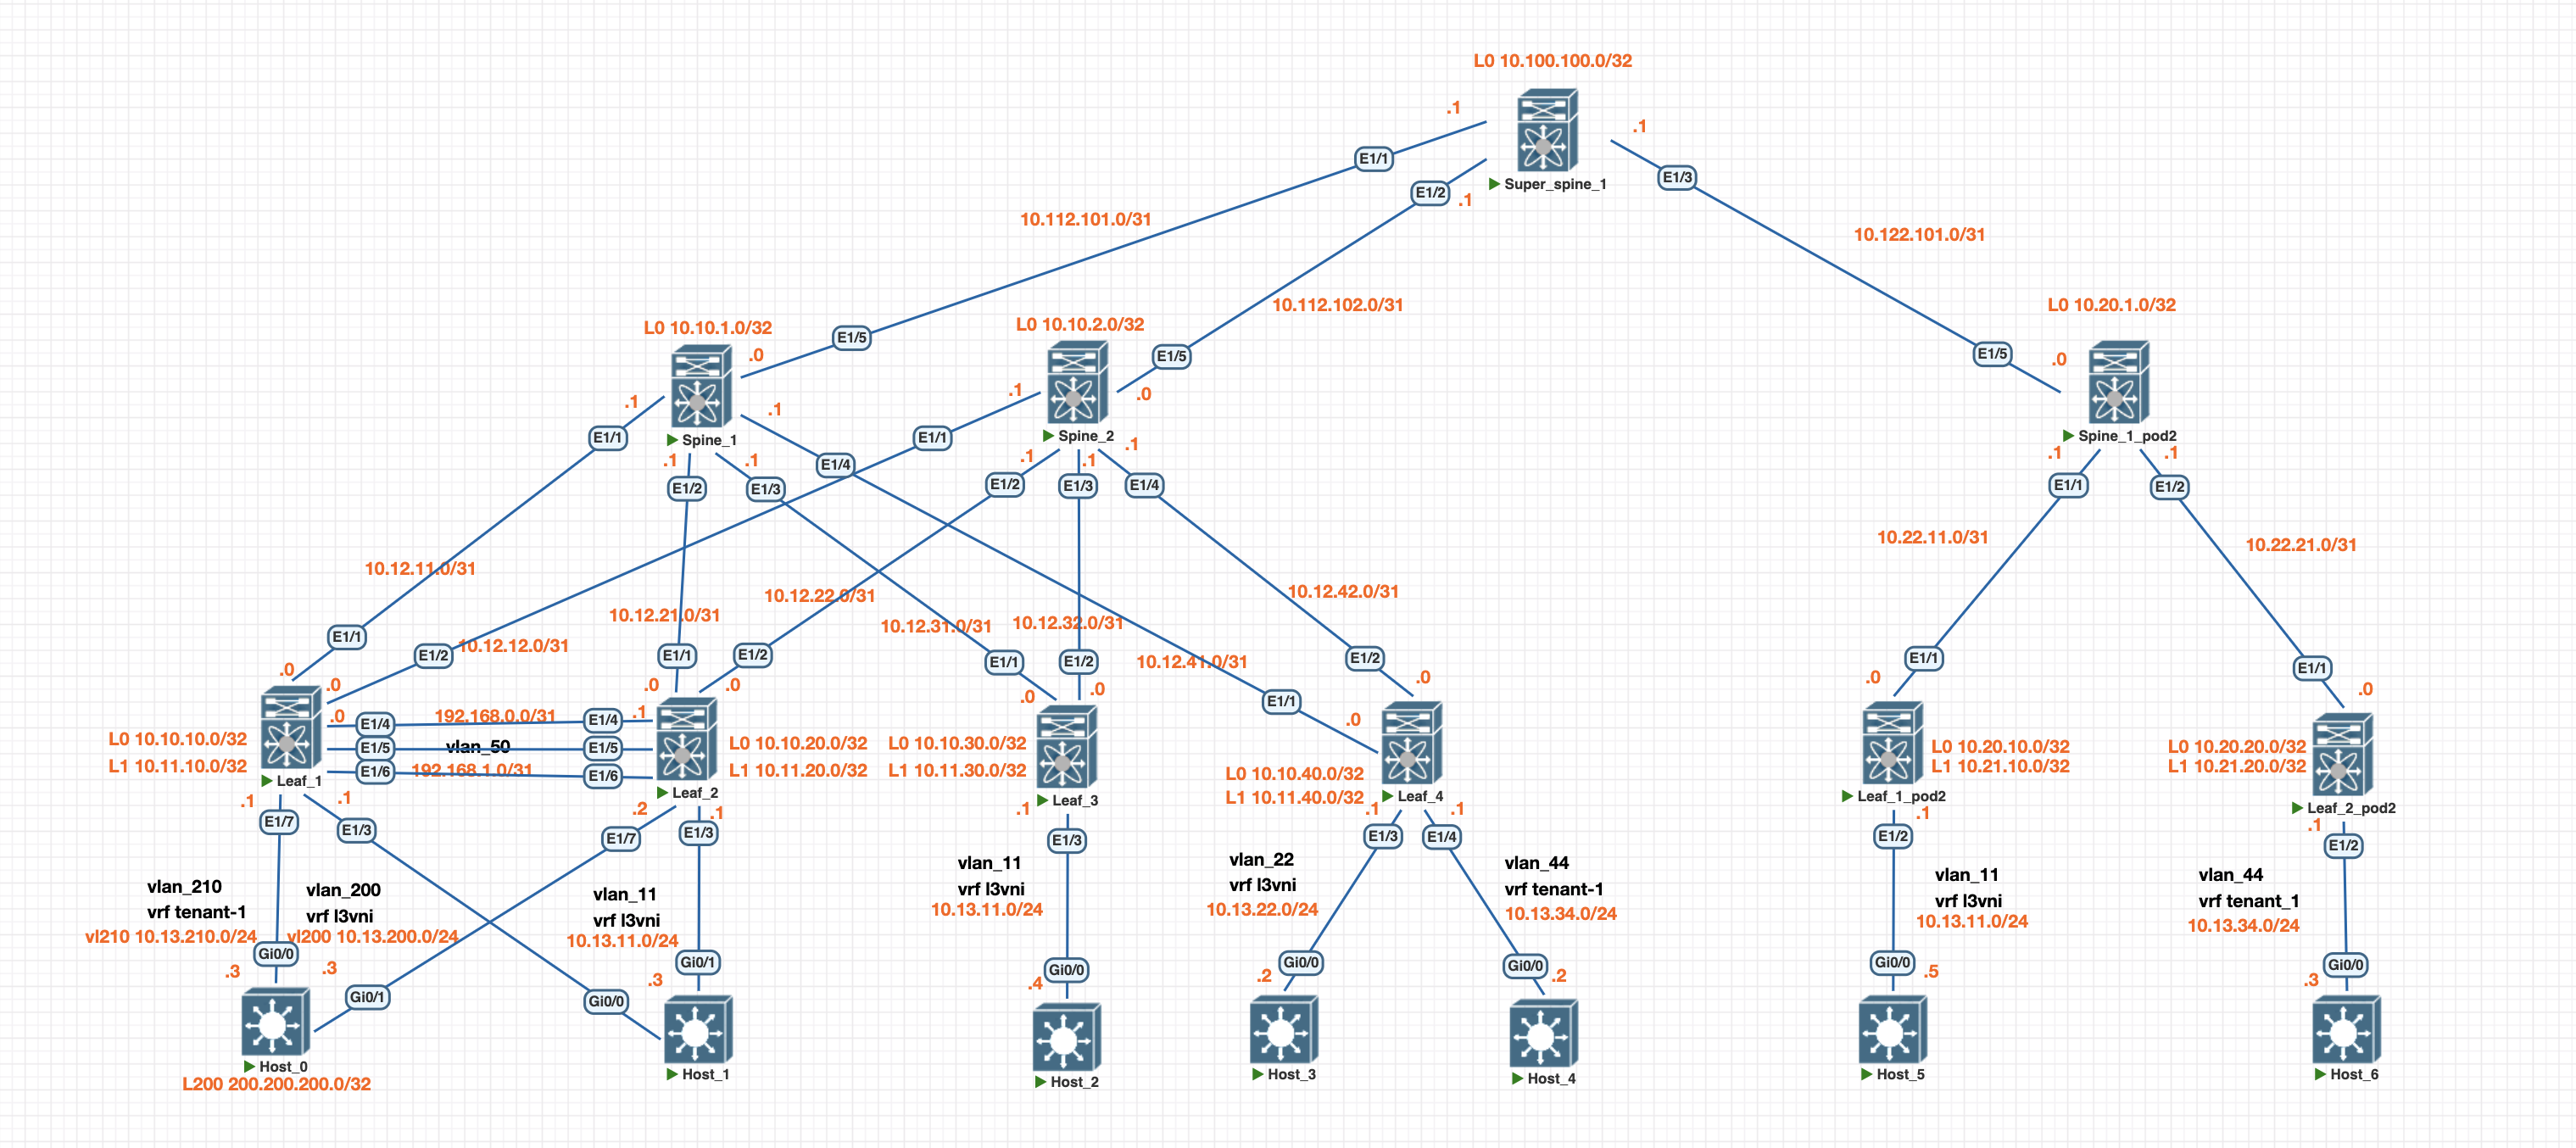 L0 10.100.100.0/32
.1
.1
E1/1
E1/3
E1/2
.1
Super_spine_1
10.112.101.0/31
10.122.101.0/31
10.112.102.0/31
L0 10.10.1.0/32
L0 10.10.2.0/32
L0 10.20.1.0/32
E1/5
.0
E1/5
E1/5
.0
.1
.1
.0
.1
E1/1
Spine_1
E1/1
Spine_2
.1
Spine_1_pod2
.1
.1
E1/4
.1
.1
.1
.1
E1/2
E1/3
E1/2
E1/3
E1/4
E1/1
E1/2
10.22.11.0/31
10.22.21.0/31
10.12.11.0/31
10.12.22.0/31
10.12.42.0/31
10.12.21.0/31
10.12.31.0/31
10.12.32.0/31
E1/1
10.12.12.0/31
E1/2
E1/1
E1/2
E1/1
E1/2
10.12.41.0/31
E1/2
E1/1
E1/1
.0
.0
.0
.0
.0
.0
.0
.0
.0
E1/1
.0
.0
E1/4
192.168.0.0/31
E1/4
.1
L0 10.10.10.0/32
E1/5
vlan_50
E1/5
L0 10.10.20.0/32
L0 10.10.30.0/32
L0 10.20.10.0/32
L0 10.20.20.0/32
L1 10.11.10.0/32
E1/6
192.168.1.0/31
E1/6
L1 10.11.20.0/32
L1 10.11.30.0/32
L0 10.10.40.0/32
L1 10.21.10.0/32
L1 10.21.20.0/32
Leaf_1
Leaf_2
Leaf_3
L1 10.11.40.0/32
Leaf_4
Leaf_1_pod2
Leaf_2_pod2
.1
.1
.2
.1
.1
.1
.1
.1
.1
E1/7
E1/3
E1/7
E1/3
E1/3
E1/3
E1/4
E1/2
E1/2
vlan_210
vrf tenant-1
vl210 10.13.210.0/24
vlan_200
vrf l3vni
vl200 10.13.200.0/24
vlan_11
vrf l3vni
10.13.11.0/24
vlan_11
vrf l3vni
10.13.11.0/24
vlan_22
vrf l3vni
10.13.22.0/24
vlan_44
vrf tenant-1
10.13.34.0/24
vlan_11
vrf l3vni
10.13.11.0/24
vlan_44
vrf tenant_1
10.13.34.0/24
Gi0/0
.3
.3
Gi0/1
Gi0/0
Gi0/1
.3
Gi0/0
.4
Gi0/0
.2
Gi0/0
.2
Gi0/0
.5
Gi0/0
.3
Host_0
L200 200.200.200.0/32
Host_1
Host_2
Host_3
Host_4
Host_5
Host_6